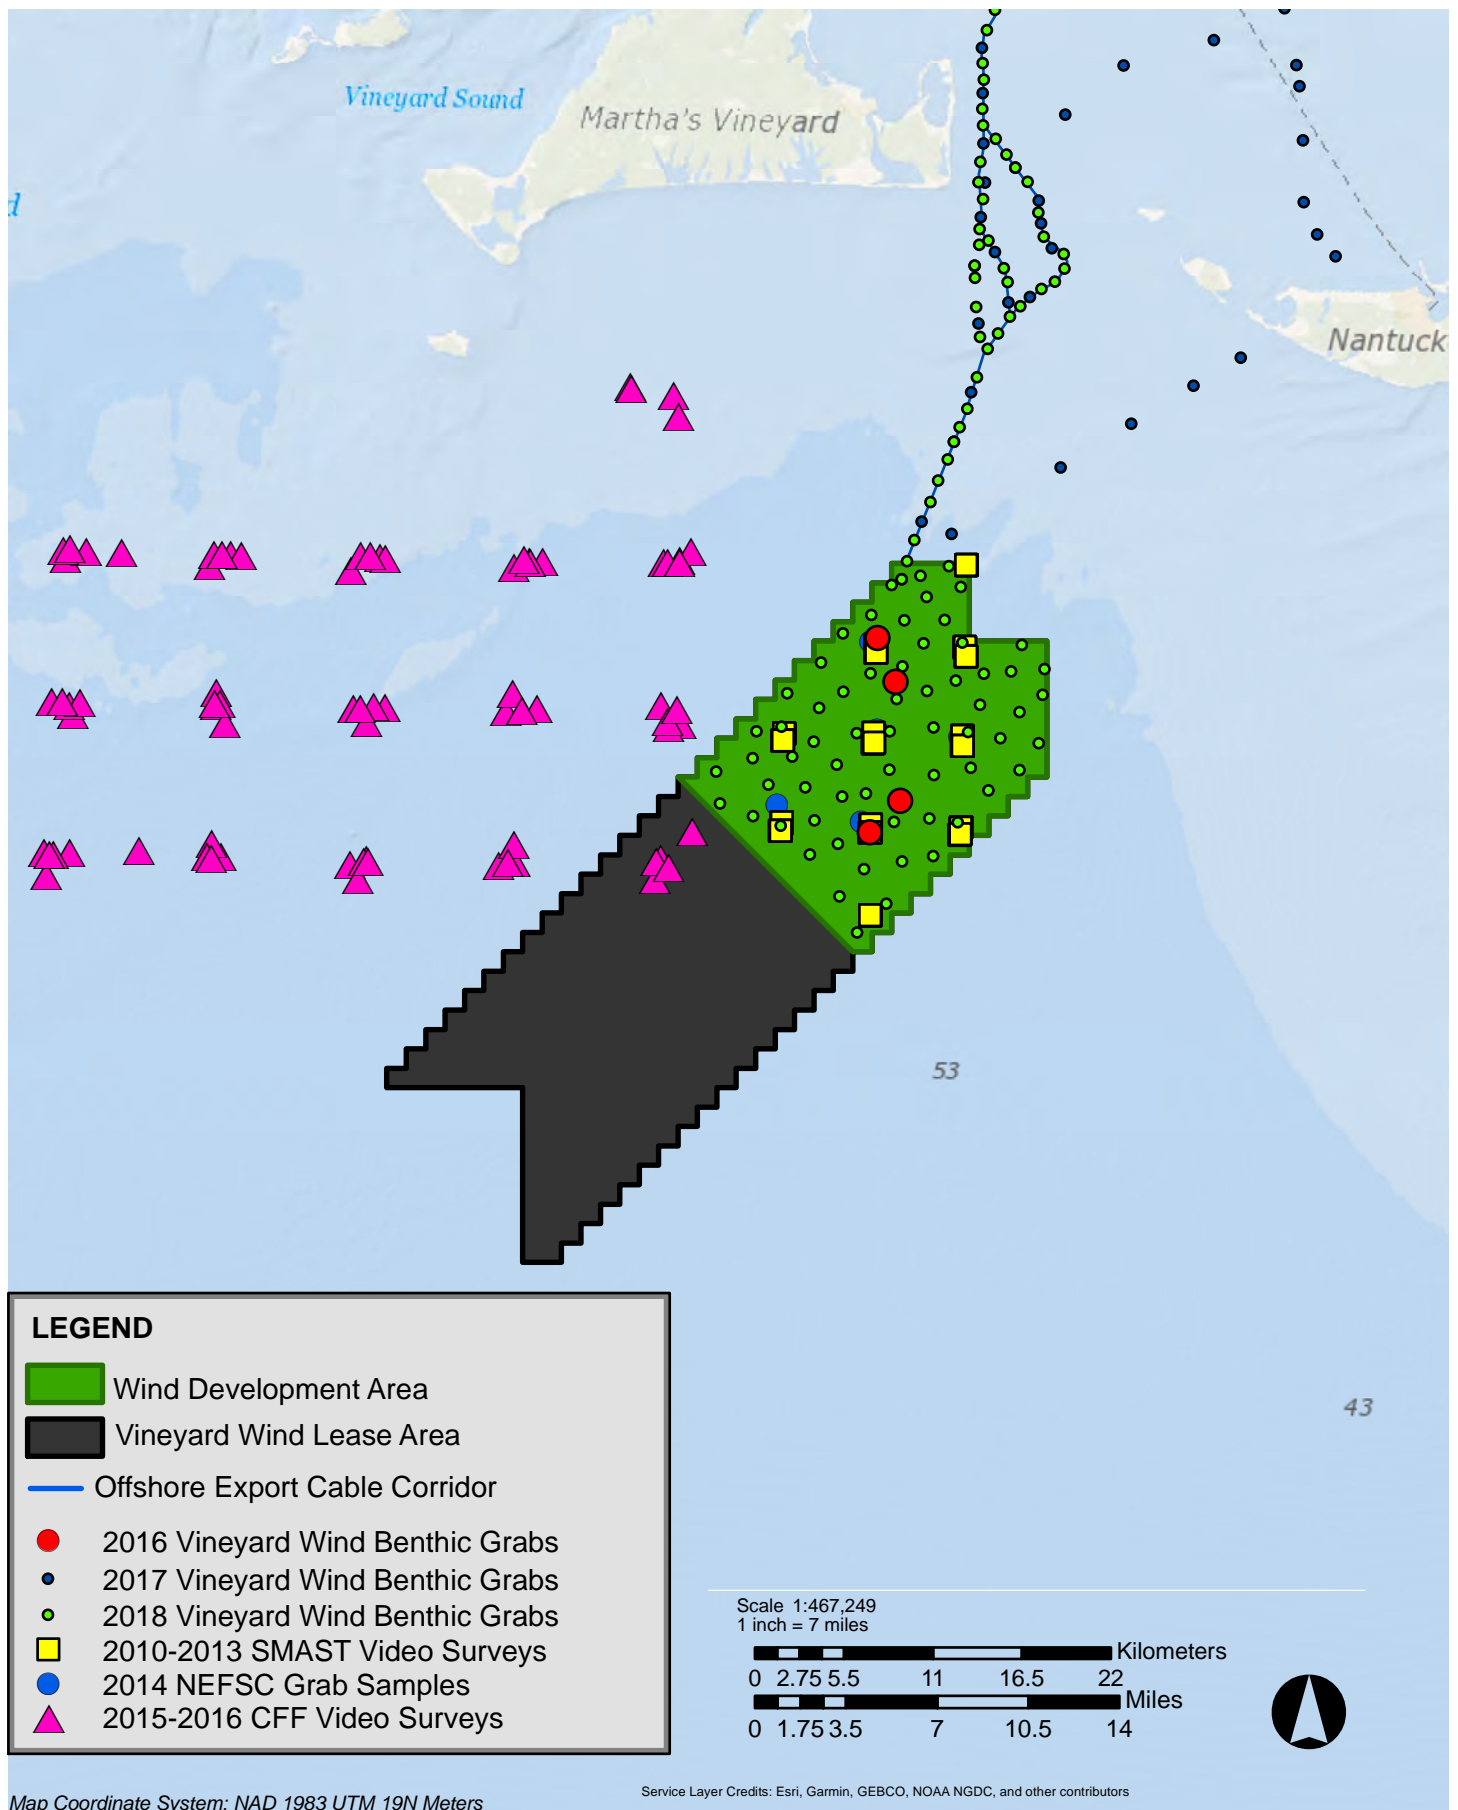 Vineyard Sound
Martha's Vineyard
d
Nantuck
53
43
LEGEND
Wind Development Area
Vineyard Wind Lease Area
Offshore Export Cable Corridor
2016 Vineyard Wind Benthic Grabs
2017 Vineyard Wind Benthic Grabs
2018 Vineyard Wind Benthic Grabs
2010-2013 SMAST Video Surveys
2014 NEFSC Grab Samples
2015-2016 CFF Video Surveys
Scale 1:467,249
1 inch = 7 miles
Kilometers
0 2.75 5.5 11 16.5 22
Miles
0 1.75 3.5 7 10.5 14
Service Layer Credits: Esri, Garmin, GEBCO, NOAA NGDC, and other contributors
Map Coordinate System: NAD 1983 UTM 19N Meters